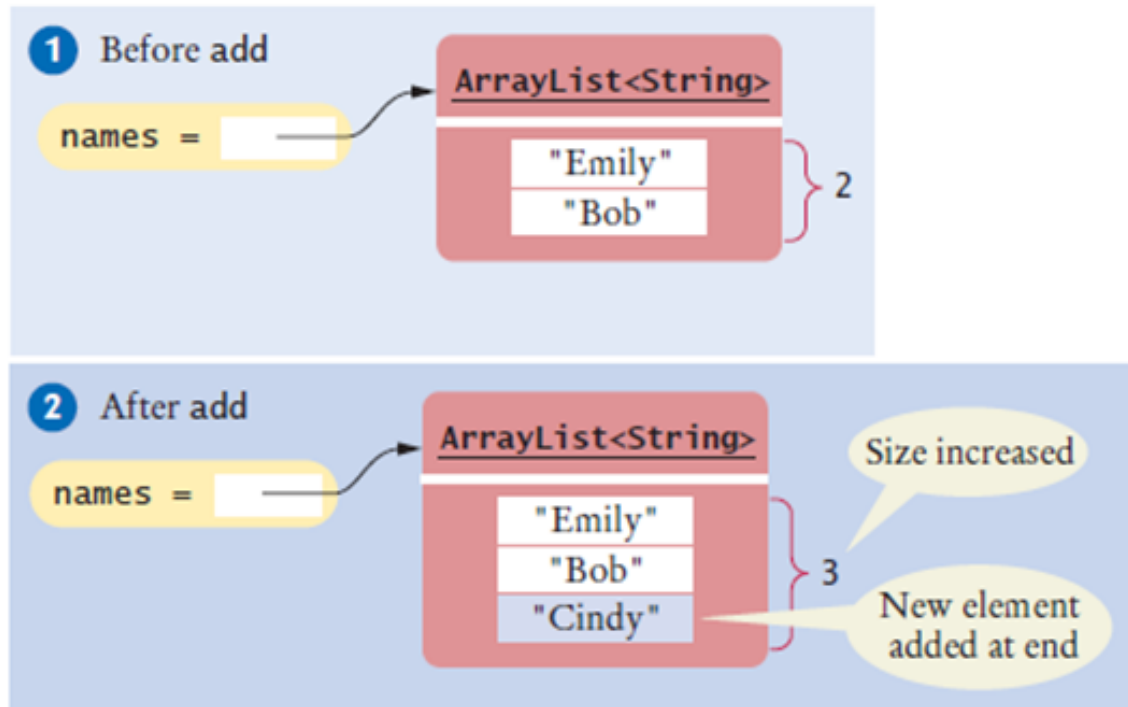 1 Before add
names =
ArrayList<String>
"Emily"
"Bob"
2
2 After add
names =
ArrayList<String>
"Emily"
"Bob"
"Cindy"
3
Size increased
New element
added at end